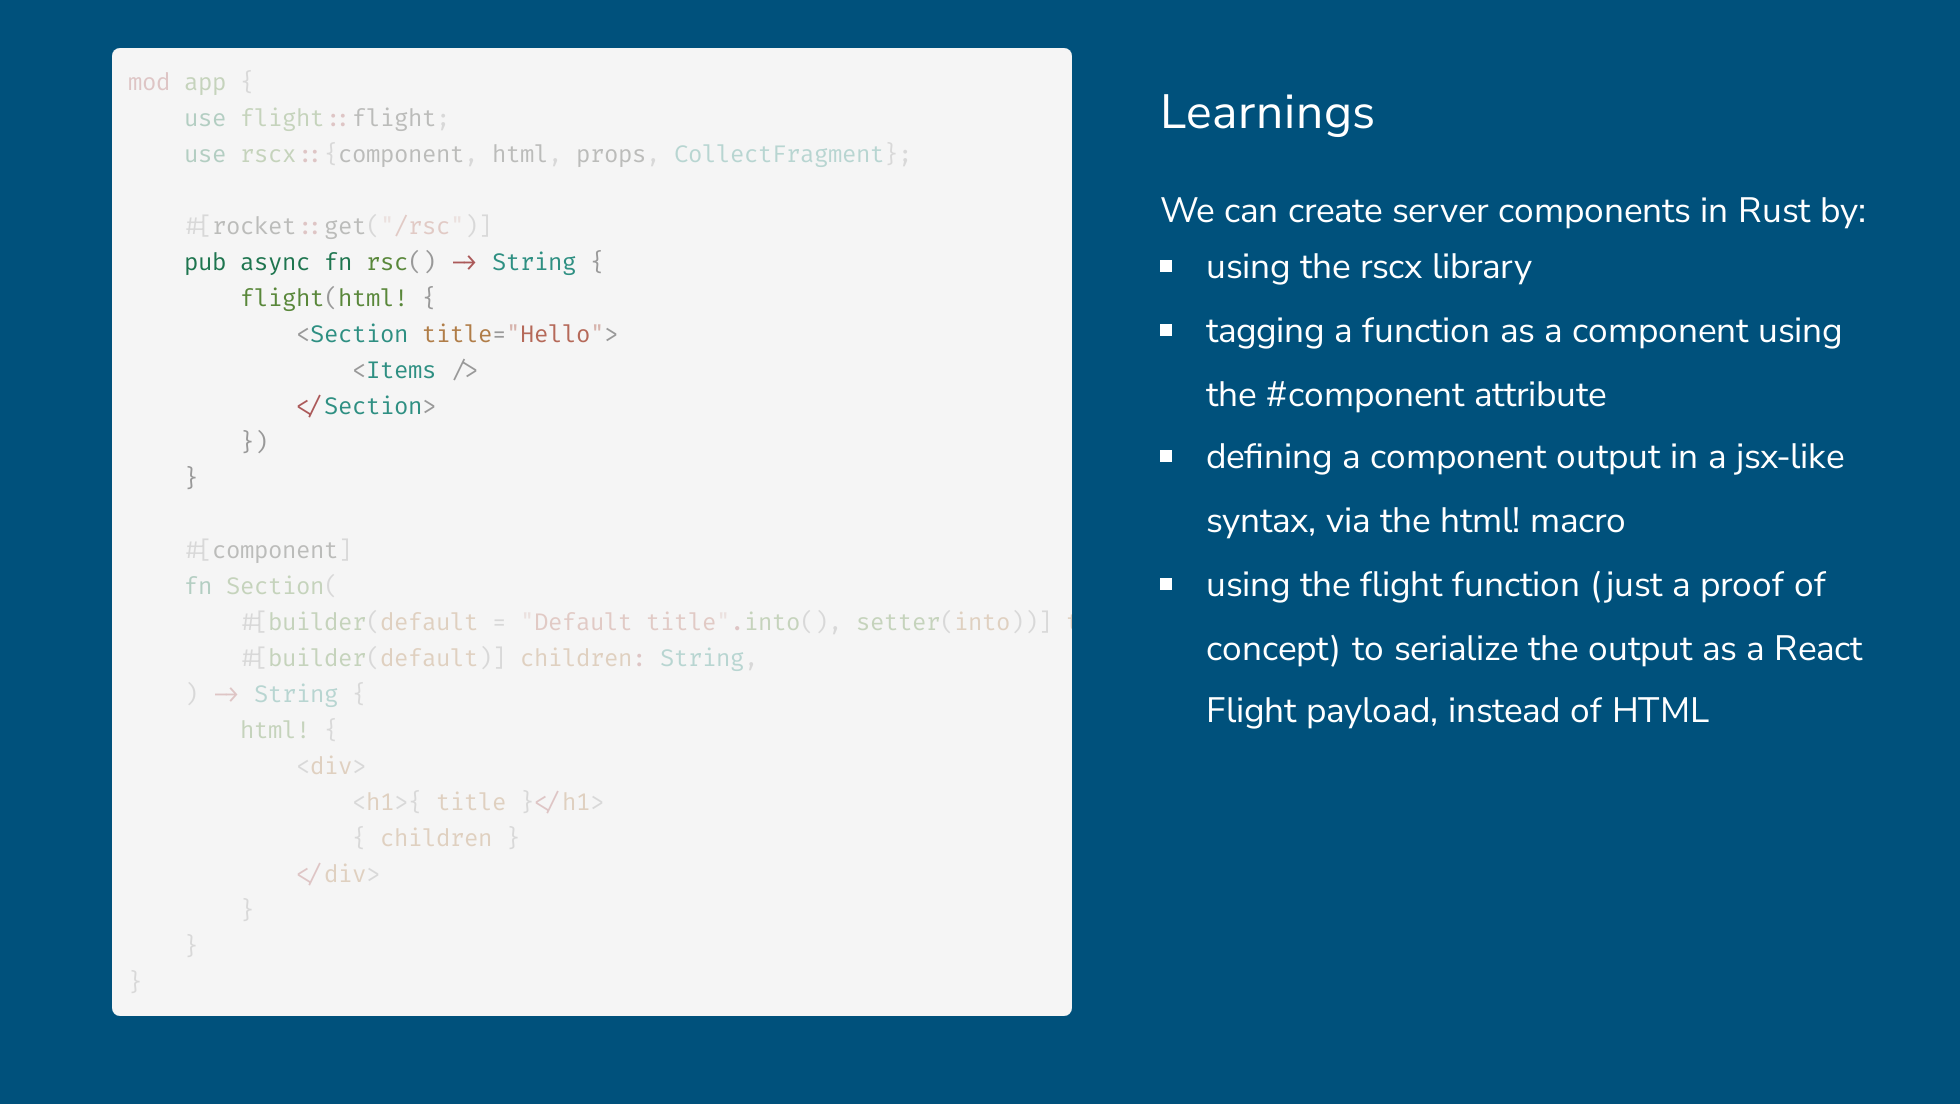 mod app {
    use flight::flight;
    use rscx::{component, html, props, CollectFragment};

    #[rocket::get("/rsc")]
    pub async fn rsc() -> String {
        flight(html! {
            <Section title="Hello">
                <Items />
            </Section>
        })
    }

    #[component]
    fn Section(
        #[builder(default = "Default title".into(), setter(into))]
        #[builder(default)] children: String,
    ) -> String {
        html! {
            <div>
                <h1>{ title }</h1>
                { children }
            </div>
        }
    }
}
Learnings
We can create server components in Rust by:
▪ using the rscx library
▪ tagging a function as a component using
the #component attribute
▪ defining a component output in a jsx-like
syntax, via the html! macro
▪ using the flight function (just a proof of
concept) to serialize the output as a React
Flight payload, instead of HTML